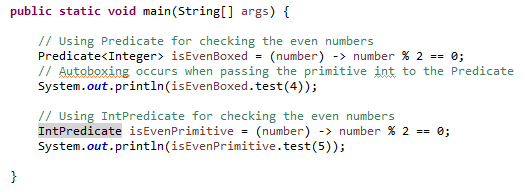 public static void main(String[] args) {
// Using Predicate for checking the even numbers
Predicate<Integer> isEvenBoxed = (number) -> number % 2 == 0;
// Autoboxing occurs when passing the primitive int to the Predicate
System.out.println(isEvenBoxed.test(4));
// Using IntPredicate for checking the even numbers
IntPredicate isEvenPrimitive = (number) -> number % 2 == 0;
System.out.println(isEvenPrimitive.test(5));
}